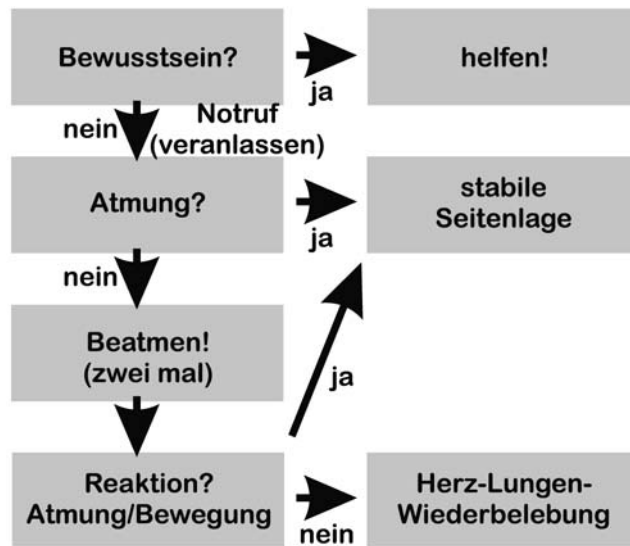 Bewusstsein?
ja
helfen!
nein
Notruf
(veranlassen)
Atmung?
ja
stabile
Seitenlage
nein
Beatmen!
(zwei mal)
ja
Reaktion?
Atmung/Bewegung
nein
Herz-Lungen-
Wiederbelebung